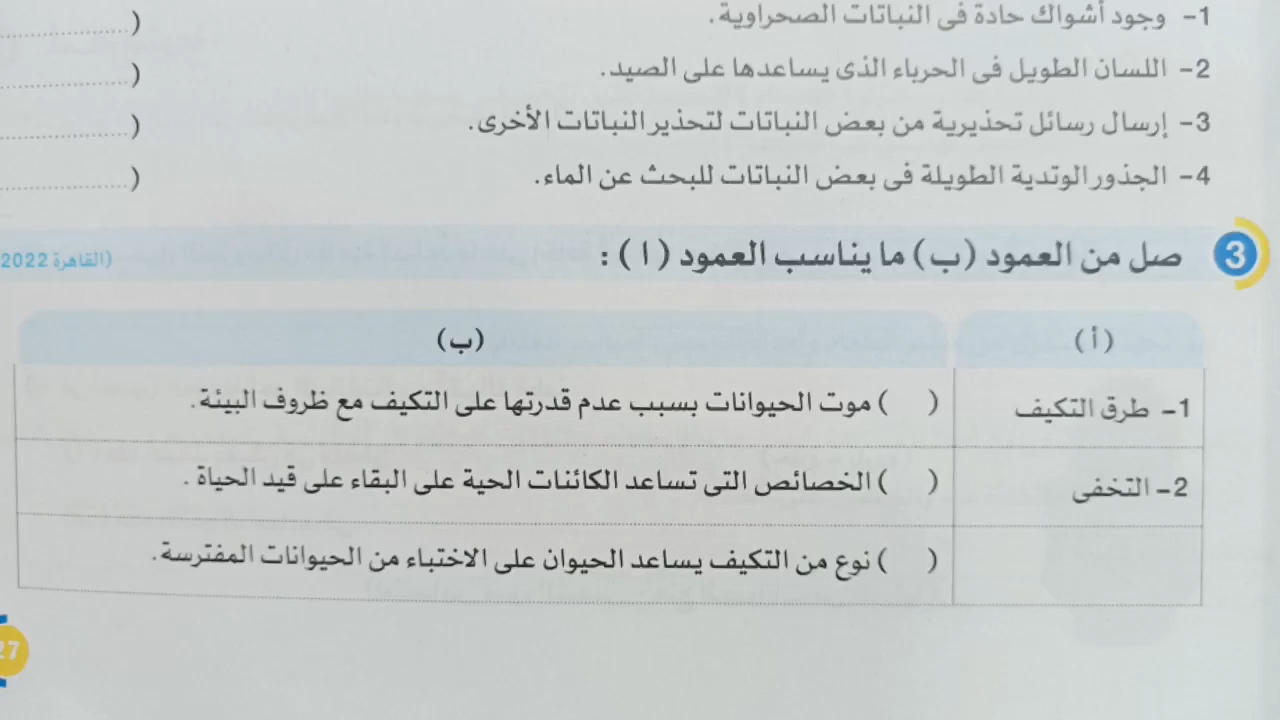 1- وجود أشواك حادة فى النباتات الصحراوية. (....................
2- اللسان الطويل فى الحرباء الذى يساعدها على الصيد. (....................
3- إرسال رسائل تحذيرية من بعض النباتات لتحذير النباتات الأخرى. (....................
4- الجذور الوتدية الطويلة فى بعض النباتات للبحث عن الماء. (....................
3 صل من العمود (ب) ما يناسب العمود (ا) : (القاهرة 2022
(أ) (ب)
1- طرق التكيف ( ) موت الحيوانات بسبب عدم قدرتها على التكيف مع ظروف البيئة.
2- التخفى ( ) الخصائص التى تساعد الكائنات الحية على البقاء على قيد الحياة .
( ) نوع من التكيف يساعد الحيوان على الاختباء من الحيوانات المفترسة.
27